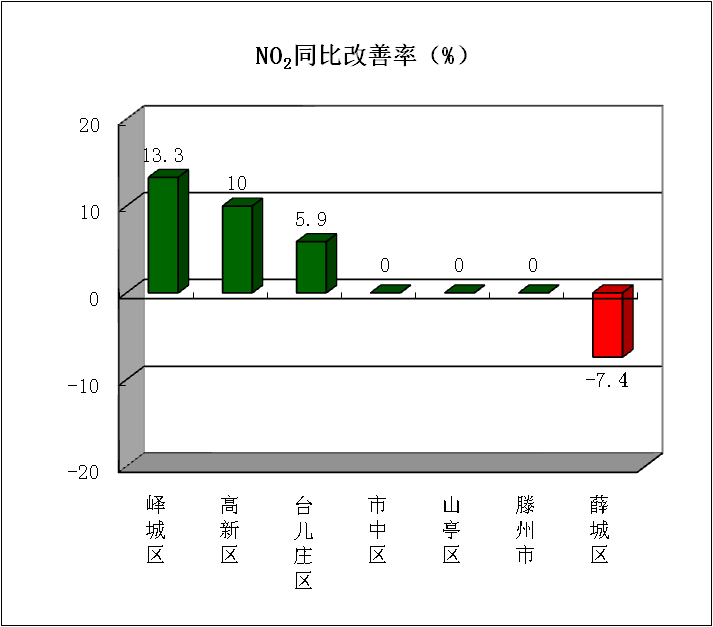 NO₂同比改善率（%）
20
10
0
-10
-20
13.3
10
5.9
0
0
0
-7.4
峄城区
高新区
台儿庄区
市中区
山亭区
滕州市
薛城区